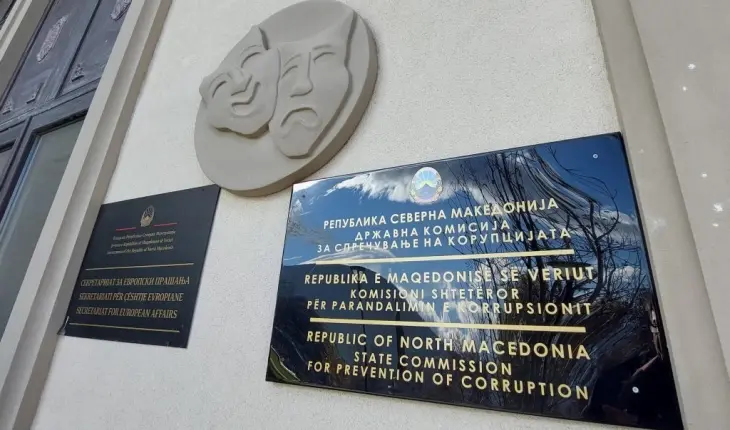 СЕКРЕТАРИЈАТ ЗА ЕВРОПСКИ ПРАШАЊА
SEKRETARIATI PËR ÇËSHTJE EVROPIANE
SECRETARIAT FOR EUROPEAN AFFAIRS
РЕПУБЛИКА СЕВЕРНА МАКЕДОНИЈА
ДРЖАВНА КОМИСИЈА
ЗА СПРЕЧУВАЊЕ НА КОРУПЦИЈАТА
REPUBLIKA E MAQEDONISË SË VERIUT
KOMISIONI SHTETËROR
PËR PARANDALIMIN E KORRUPSIONIT
REPUBLIC OF NORTH MACEDONIA
STATE COMMISSION
FOR PREVENTION OF CORRUPTION